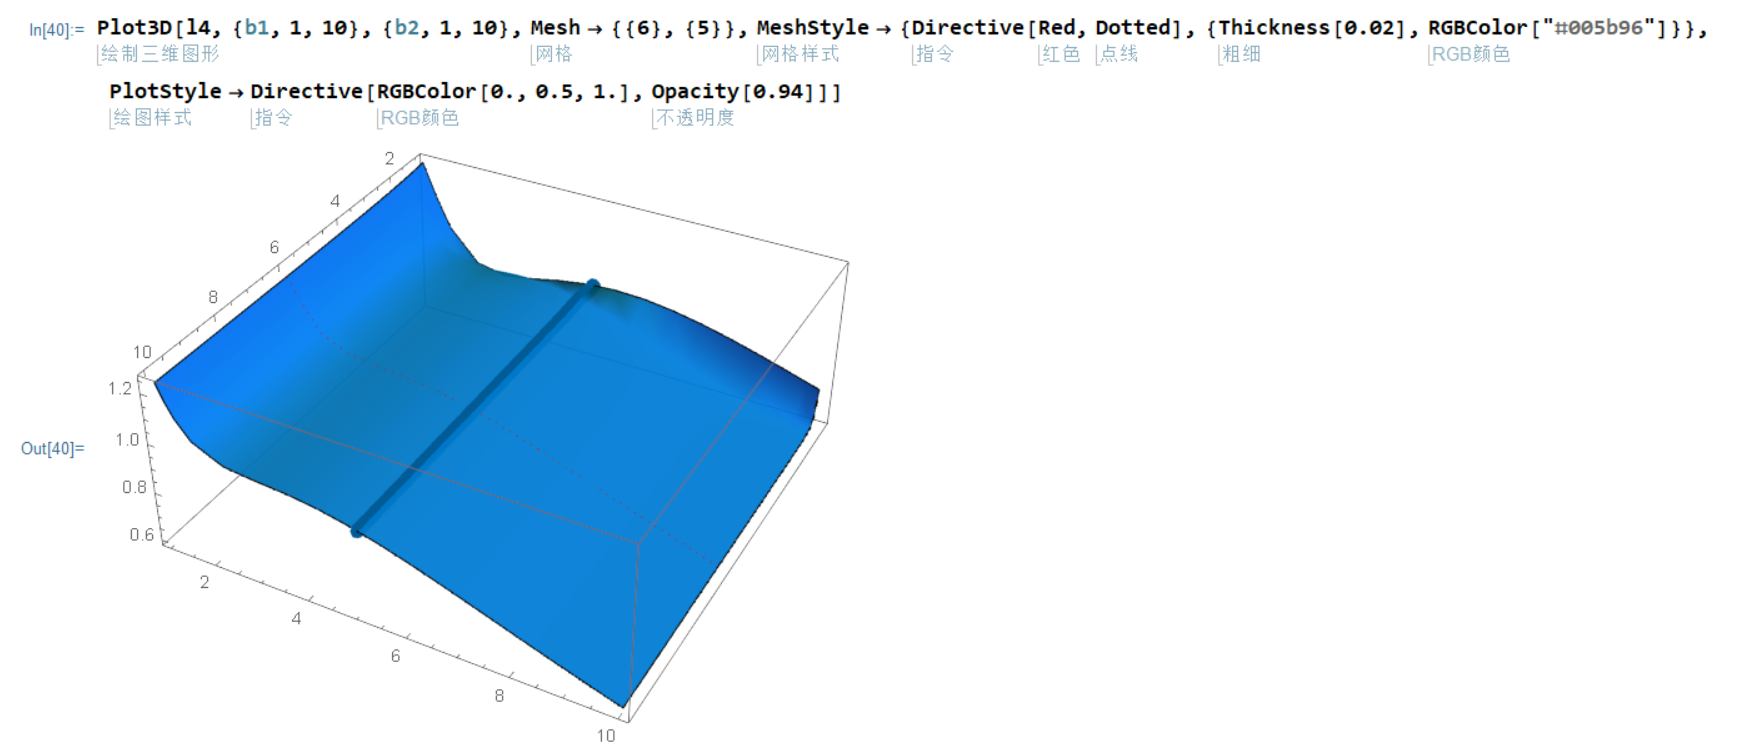 In[40]:= Plot3D[l4, {b1, 1, 10}, {b2, 1, 10}, Mesh → {{6}, {5}}, MeshStyle → {Directive[Red, Dotted], {Thickness[0.02], RGBColor["#005b96"]}},
绘制三维图形 网格 网格样式 指令 红色 点线 粗细 RGB颜色
PlotStyle → Directive[RGBColor[0., 0.5, 1.], Opacity[0.94]]]
绘图样式 指令 RGB颜色 不透明度
2
4
6
8
10
1.2
1.0
Out[40]=
0.8
0.6
2
4
6
8
10